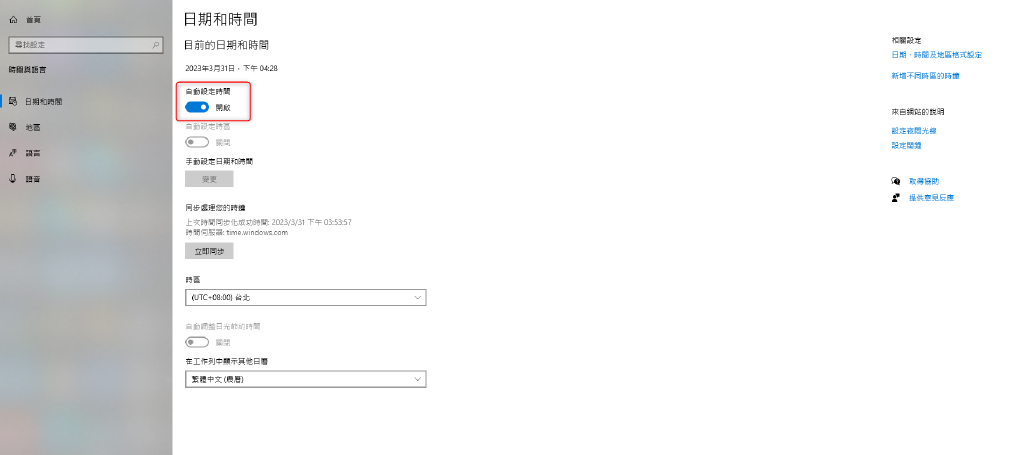 首頁
尋找設定
時間與語言
日期和時間
地區
語言
語音
日期和時間
目前的日期和時間
2023年3月31日，下午 04:28
自動設定時間
開啟
自動設定時區
關閉
手動設定日期和時間
變更
同步處理您的時鐘
上次時間同步化成功時間: 2023/3/31 下午 03:53:57
時間伺服器: time.windows.com
立即同步
時區
(UTC+08:00) 台北
自動調整日光節約時間
關閉
在工作列中顯示其他日曆
繁體中文 (農曆)
相關設定
日期、時間及地區格式設定
新增不同時區的時鐘
來自網站的說明
設定夜間光線
設定鬧鐘
取得協助
提供意見反應